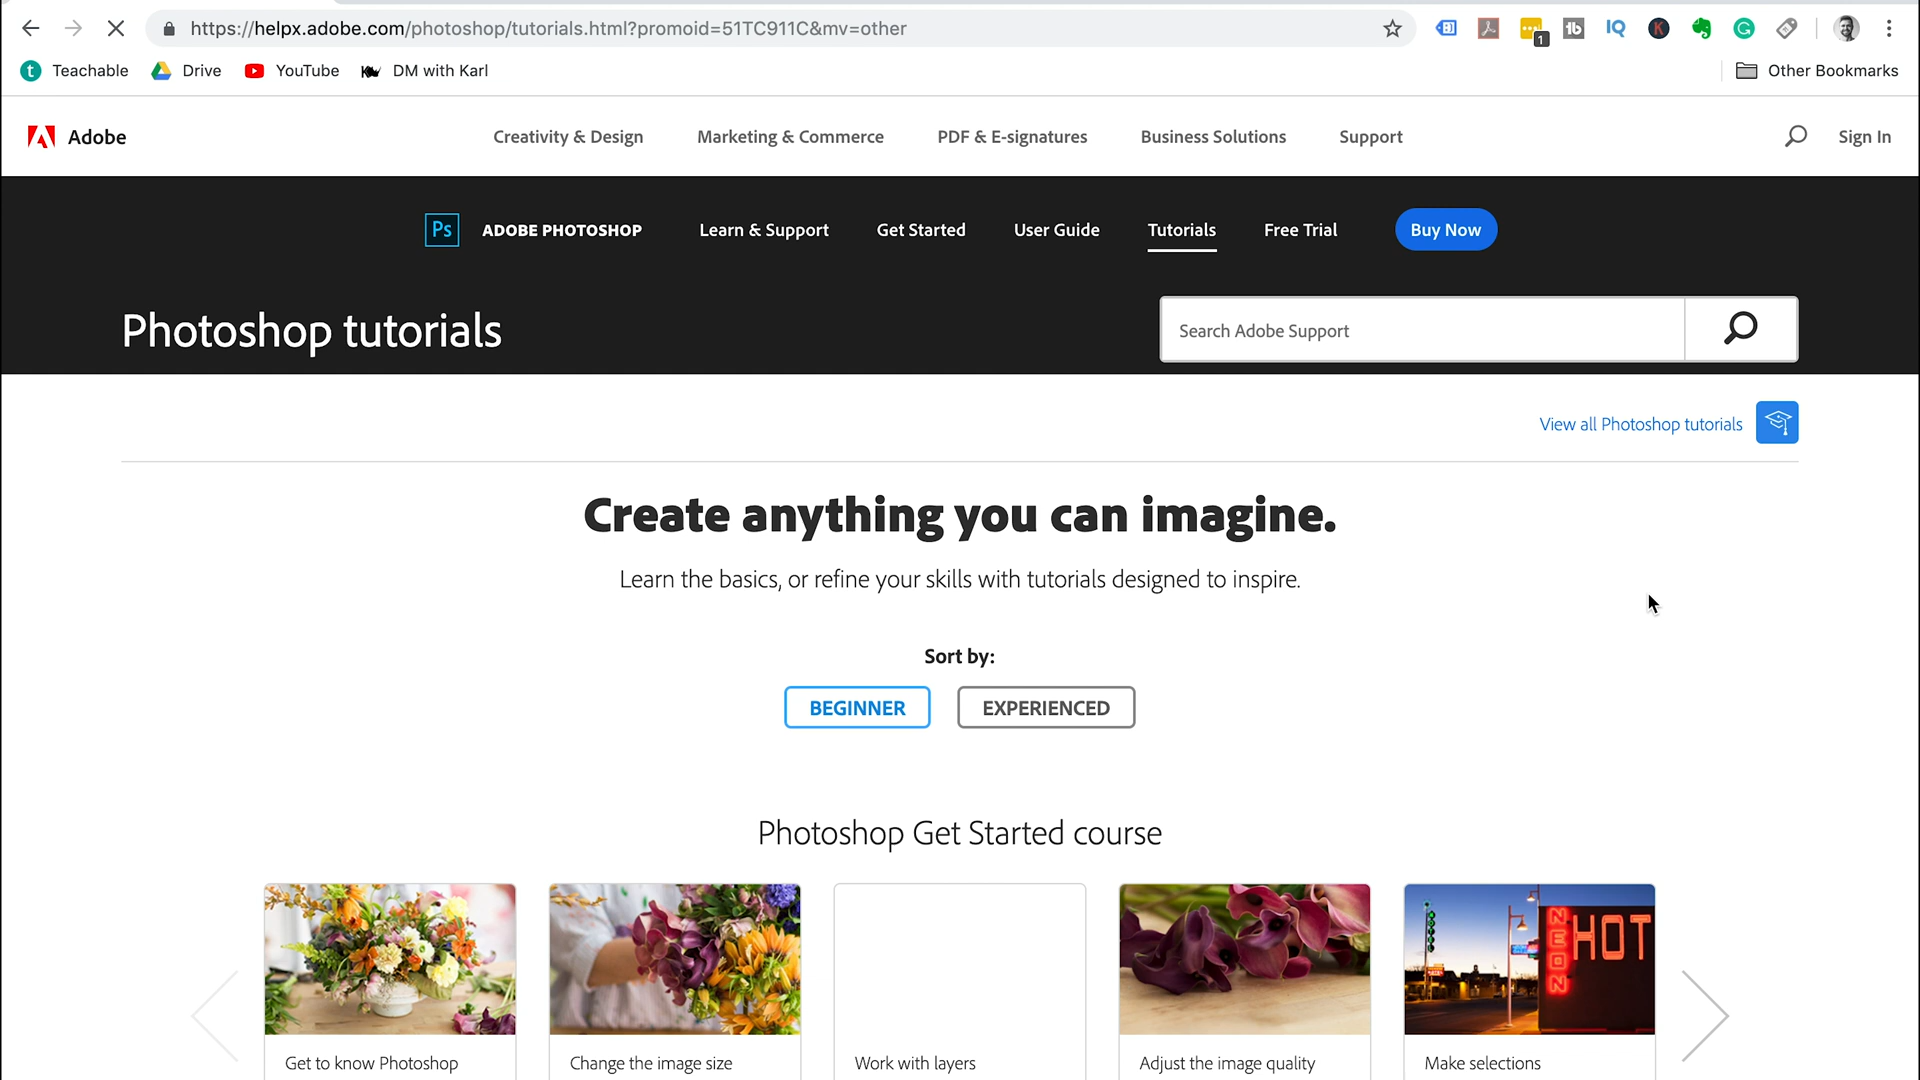 https://helpx.adobe.com/photoshop/tutorials.html?promoid=51TC911C&mv=other
1
tb
IQ
K
G
t Teachable Drive YouTube DM with Karl Other Bookmarks
Adobe Creativity & Design Marketing & Commerce PDF & E-signatures Business Solutions Support Sign In
Ps ADOBE PHOTOSHOP Learn & Support Get Started User Guide Tutorials Free Trial Buy Now
Photoshop tutorials Search Adobe Support
View all Photoshop tutorials
Create anything you can imagine.
Learn the basics, or refine your skills with tutorials designed to inspire.
Sort by:
BEGINNER EXPERIENCED
Photoshop Get Started course
NEON HOT
Get to know Photoshop Change the image size Work with layers Adjust the image quality Make selections